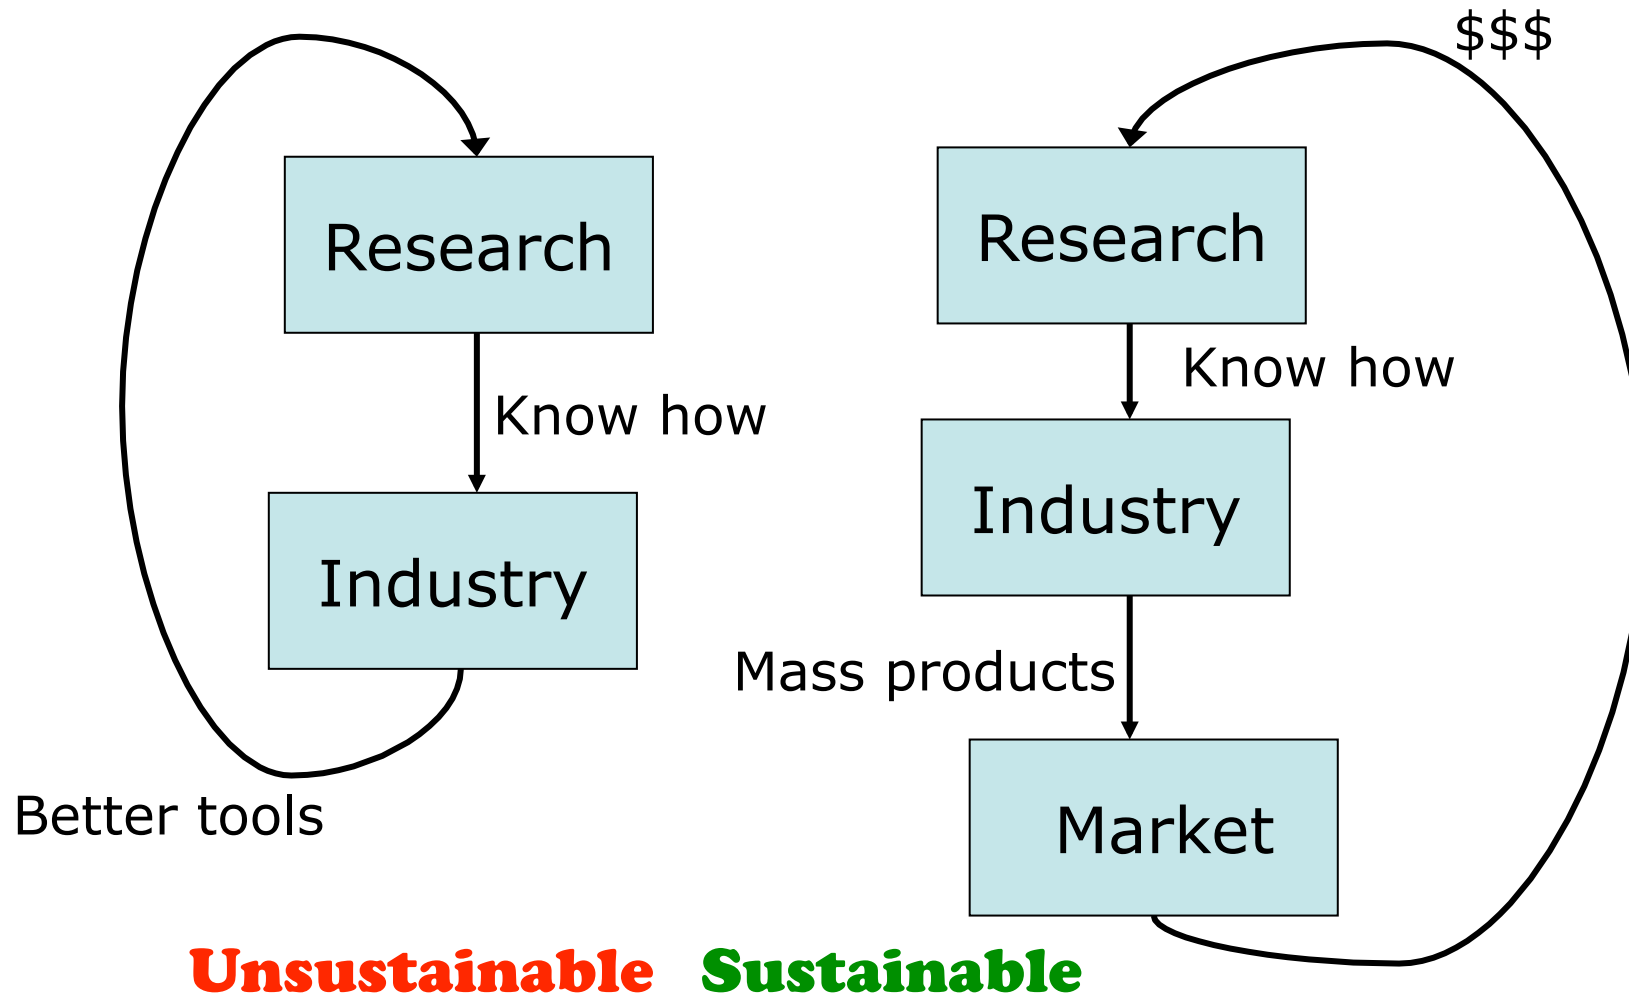 Research
Know how
Industry
Better tools
Unsustainable
$$$
Research
Know how
Industry
Mass products
Market
Sustainable